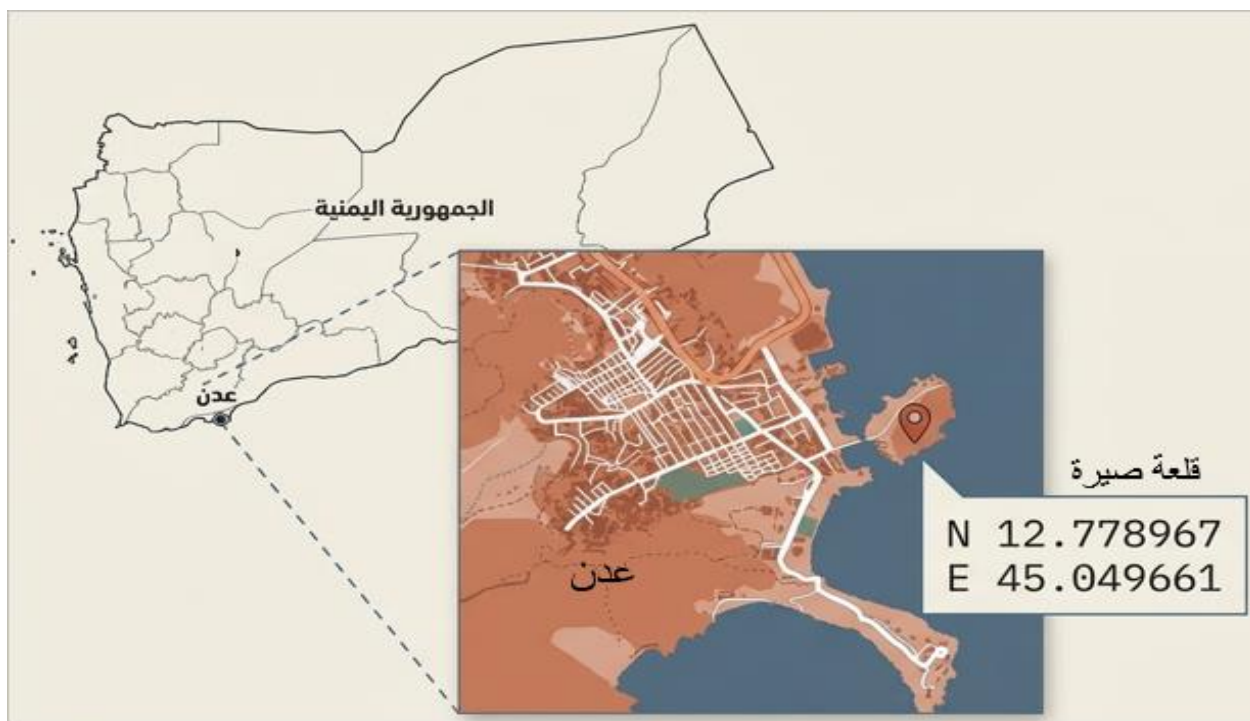 الجمهورية اليمنية
عدن
قلعة صيرة
N 12.778967
E 45.049661
عدن